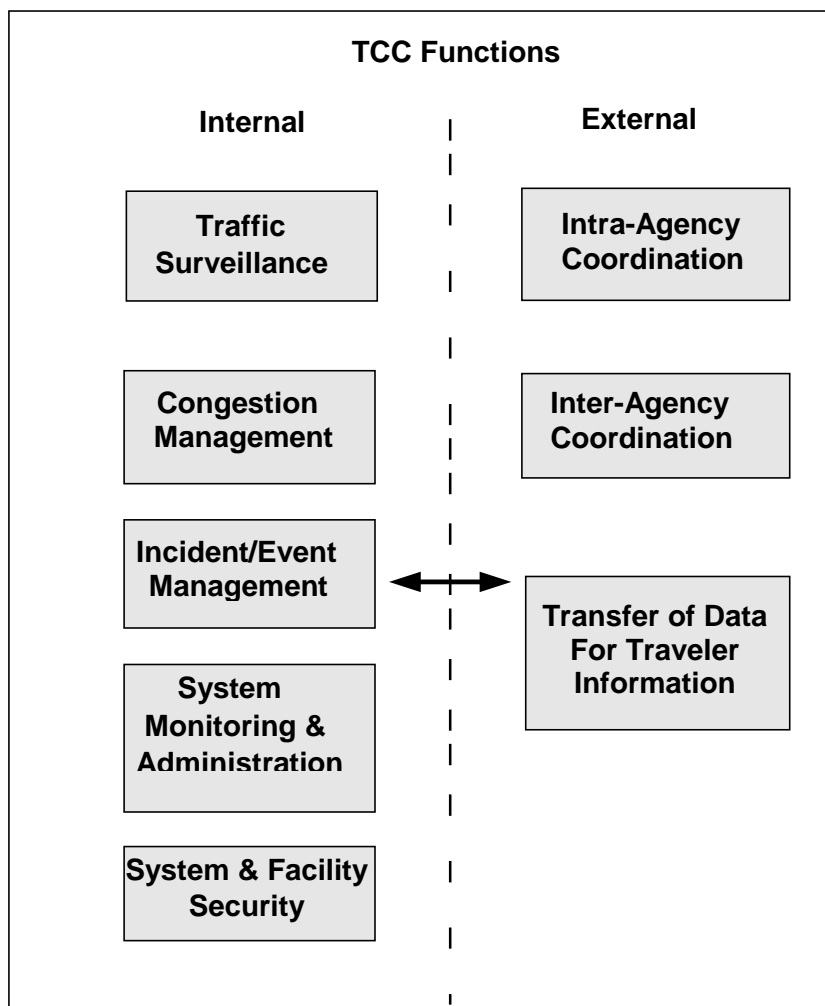 TCC Functions
Internal
Traffic
Surveillance
Congestion
Management
Incident/Event
Management
System
Monitoring &
Administration
System & Facility
Security
External
Intra-Agency
Coordination
Inter-Agency
Coordination
Transfer of Data
For Traveler
Information